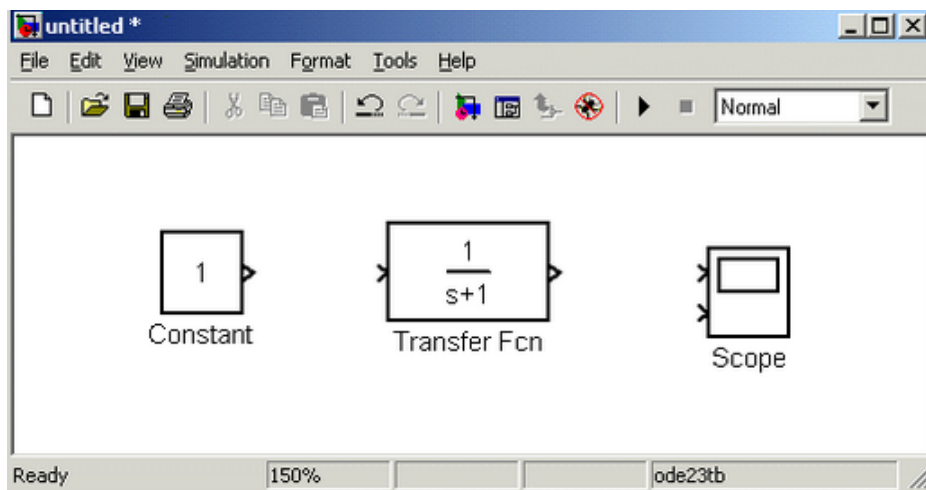 untitled *
File Edit View Simulation Format Tools Help
Normal
1
Constant
1
s+1
Transfer Fcn
Scope
Ready 150% ode23tb